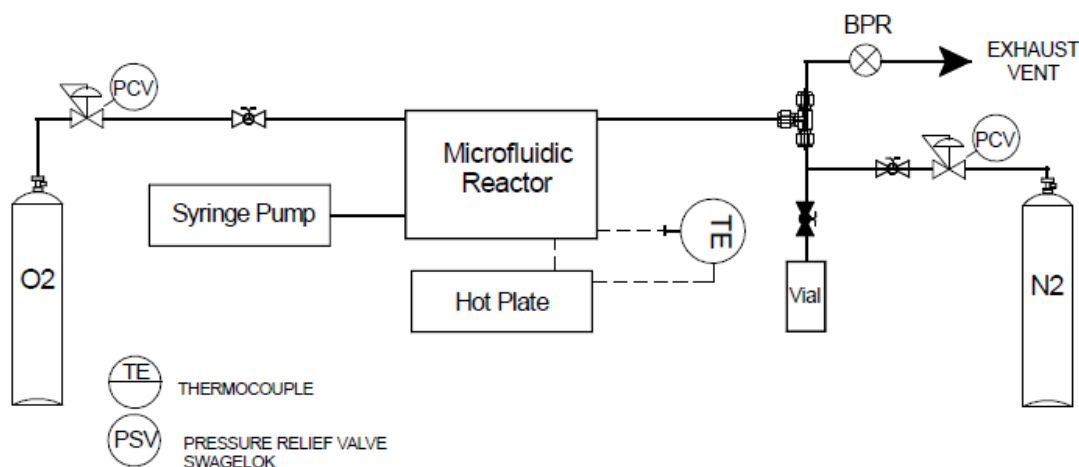 BPR
EXHAUST
VENT
PCV
PCV
Microfluidic
Reactor
Syringe Pump
TE
O2
Hot Plate
Vial
N2
TE
THERMOCOUPLE
PSV
PRESSURE RELIEF VALVE
SWAGELOK